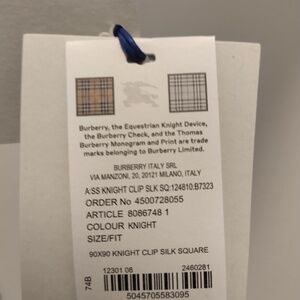 Burberry, the Equestrian Knight Device,
the Burberry Check, and the Thomas
Burberry Monogram and Print are trade
marks belonging to Burberry Limited.
BURBERRY ITALY SRL
VIA MANZONI, 20, 20121 MILANO, ITALY
A:SS KNIGHT CLIP SLK SQ:124810:B7323
ORDER No 4500728055
ARTICLE 8086748 1
COLOUR KNIGHT
SIZE/FIT
90X90 KNIGHT CLIP SILK SQUARE
74B
12301 06 2460281
5045705583095